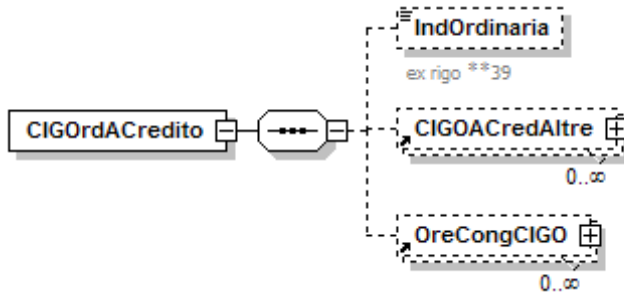 IndOrdinaria
ex rigo **39
CIGOrdACredito
CIGOACredAltre
0..∞
OreCongCIGO
0..∞